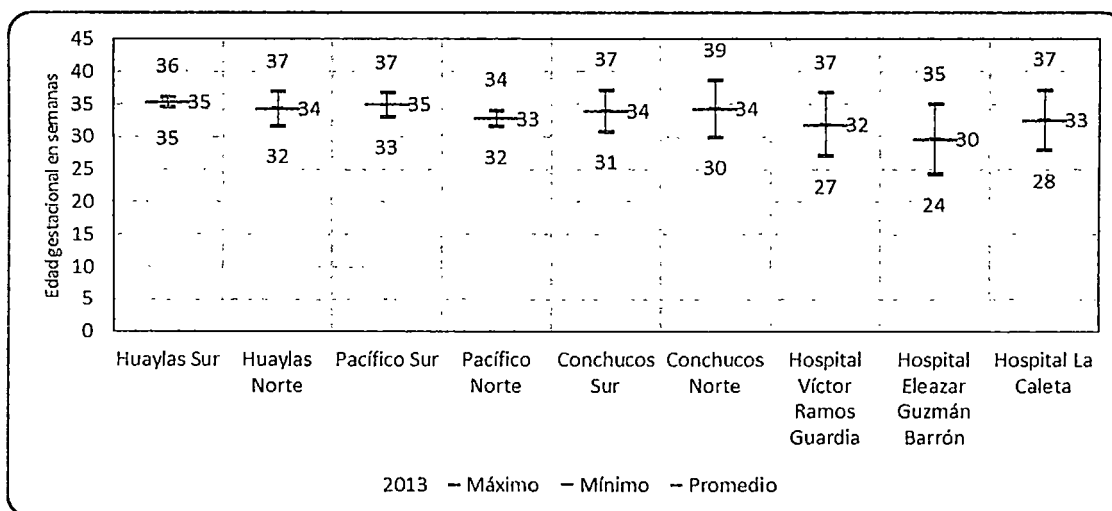 45
40
35
30
25
20
15
10
5
0
Edad gestacional en semanas
36 35 35
37 34 32
37 35 33
34 33 32
37 34 31
39 34 30
37 32 27
35 30 24
37 33 28
Huaylas Sur
Huaylas
Norte
Pacífico Sur
Pacífico
Norte
Conchucos
Sur
Conchucos
Norte
Hospital
Víctor
Ramos
Guardia
Hospital
Eleazar
Guzmán
Barrón
Hospital La
Caleta
2013 Máximo Mínimo Promedio